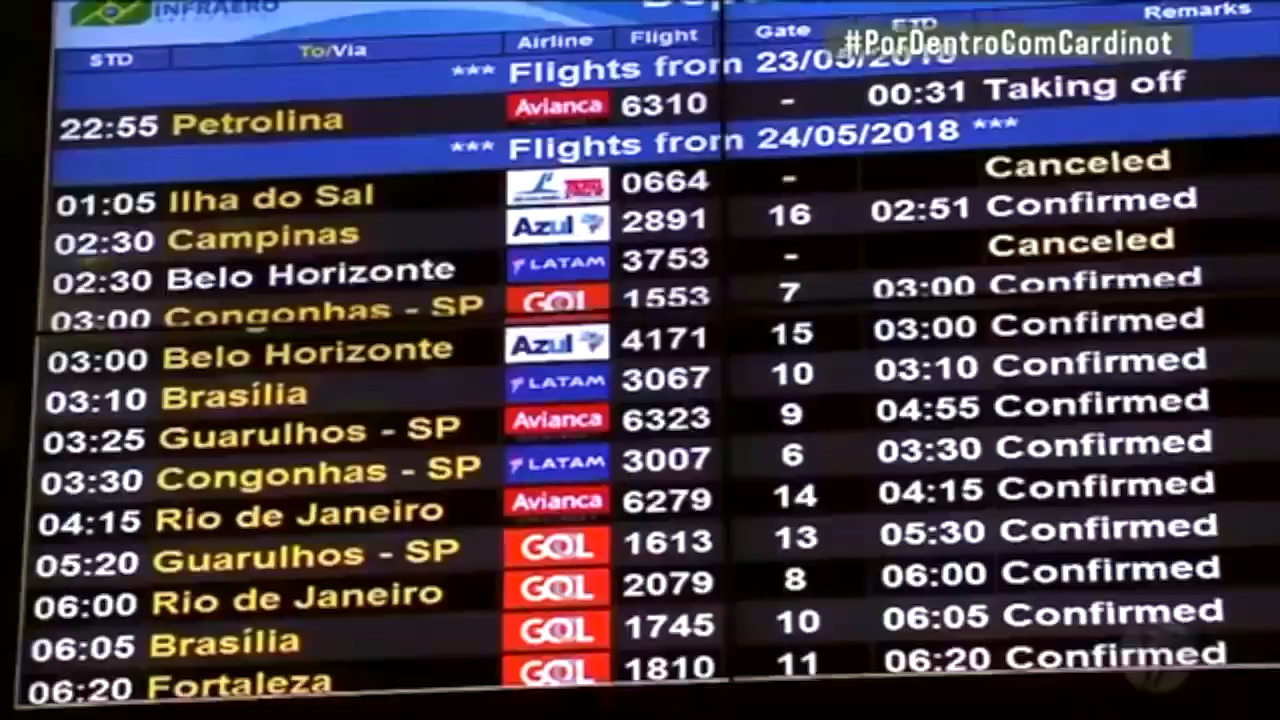 INFRAERO
#PorDentroComCardinot
STD To/Via Airline Flight Gate ETD Remarks
*** Flights from 23/05/2018
22:55 Petrolina Avianca 6310 - 00:31 Taking off
*** Flights from 24/05/2018 ***
01:05 Ilha do Sal 0664 - Canceled
02:30 Campinas Azul 2891 16 02:51 Confirmed
02:30 Belo Horizonte LATAM 3753 - Canceled
03:00 Congonhas - SP GOL 1553 7 03:00 Confirmed
03:00 Belo Horizonte Azul 4171 15 03:00 Confirmed
03:10 Brasília LATAM 3067 10 03:10 Confirmed
03:25 Guarulhos - SP Avianca 6323 9 04:55 Confirmed
03:30 Congonhas - SP LATAM 3007 6 03:30 Confirmed
04:15 Rio de Janeiro Avianca 6279 14 04:15 Confirmed
05:20 Guarulhos - SP GOL 1613 13 05:30 Confirmed
06:00 Rio de Janeiro GOL 2079 8 06:00 Confirmed
06:05 Brasília GOL 1745 10 06:05 Confirmed
06:20 Fortaleza GOL 1810 11 06:20 Confirmed